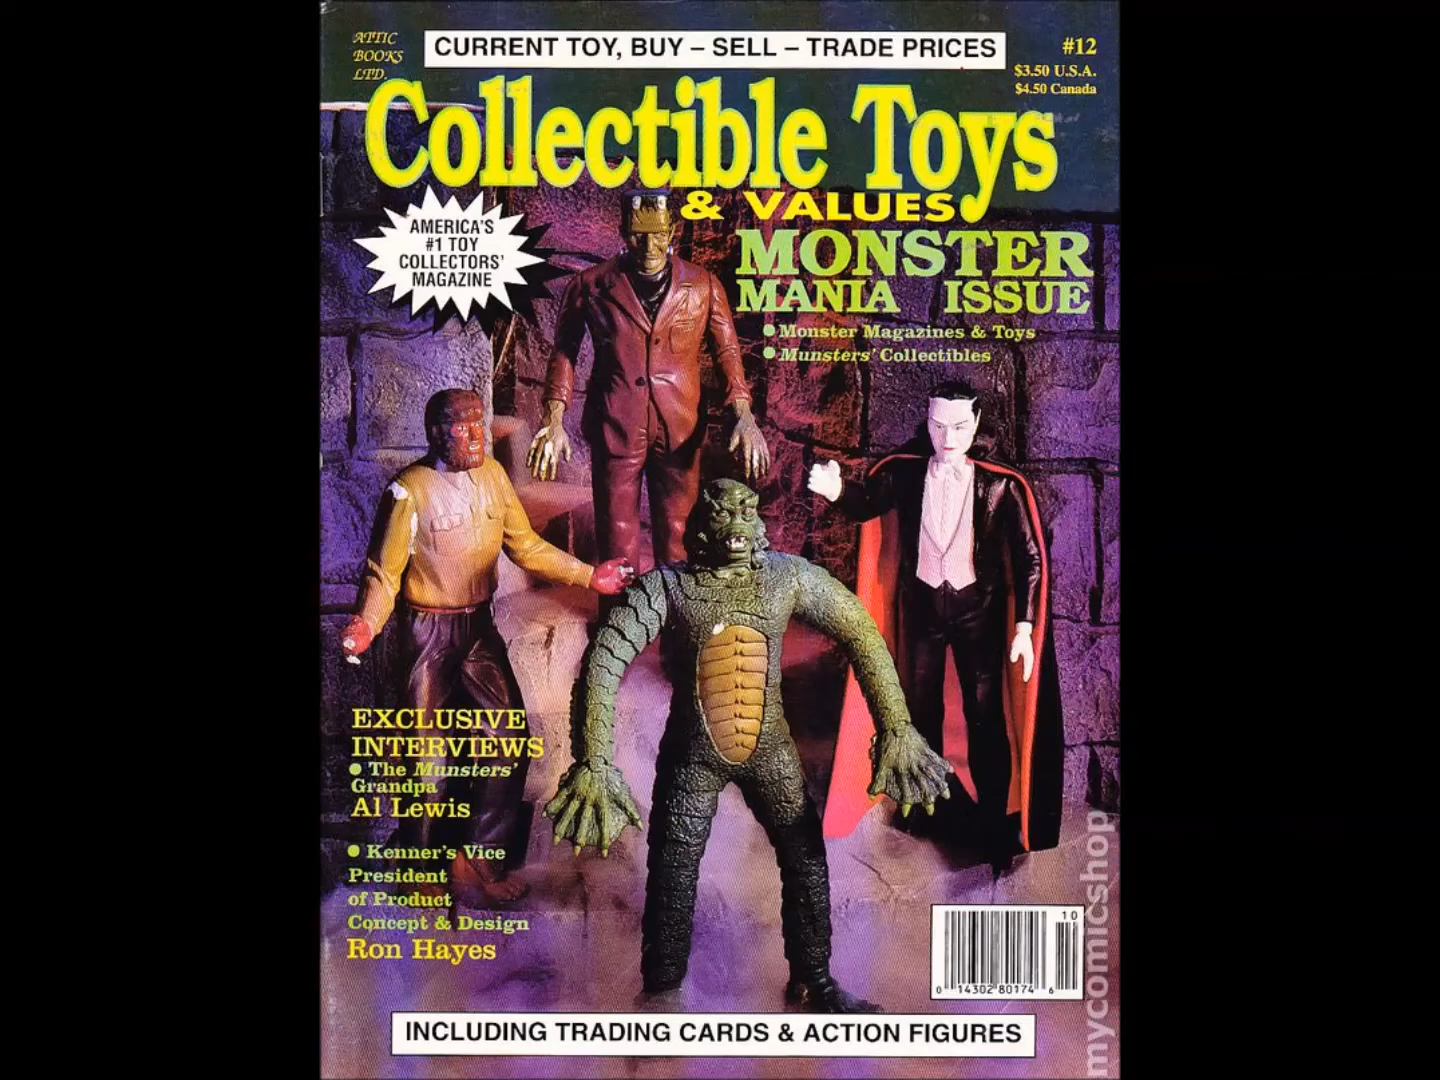 ATTIC
BOOKS
LTD.
CURRENT TOY, BUY – SELL – TRADE PRICES
#12
$3.50 U.S.A.
$4.50 Canada
Collectible Toys
& VALUES
AMERICA'S
#1 TOY
COLLECTORS'
MAGAZINE
MONSTER
MANIA ISSUE
● Monster Magazines & Toys
● Munsters' Collectibles
EXCLUSIVE
INTERVIEWS
● The Munsters'
Grandpa
Al Lewis
● Kenner's Vice
President
of Product
Concept & Design
Ron Hayes
10
0 14302 80174 6
INCLUDING TRADING CARDS & ACTION FIGURES
mycomicshop